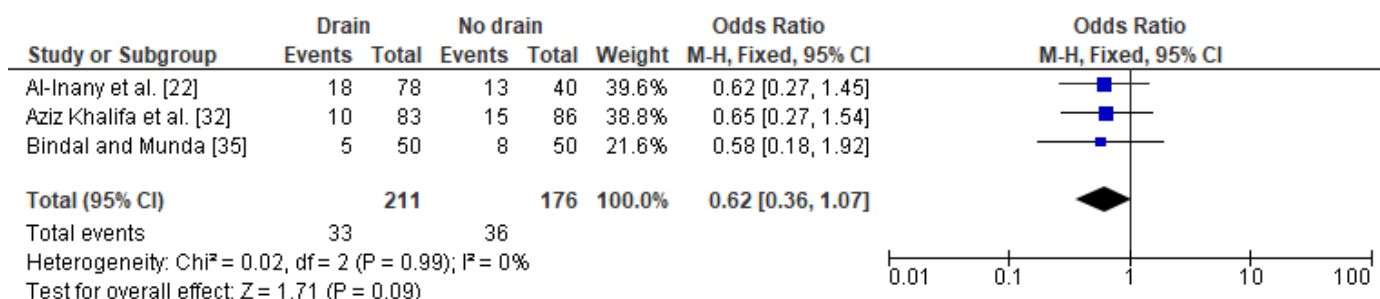 Drain No drain Odds Ratio Odds Ratio
Study or Subgroup Events Total Events Total Weight M-H, Fixed, 95% CI M-H, Fixed, 95% CI
Al-Inany et al. [22] 18 78 13 40 39.6% 0.62 [0.27, 1.45]
Aziz Khalifa et al. [32] 10 83 15 86 38.8% 0.65 [0.27, 1.54]
Bindal and Munda [35] 5 50 8 50 21.6% 0.58 [0.18, 1.92]
Total (95% CI) 211 176 100.0% 0.62 [0.36, 1.07]
Total events 33 36
Heterogeneity: Chi² = 0.02, df = 2 (P = 0.99); I² = 0%
Test for overall effect: Z = 1.71 (P = 0.09)
0.01 0.1 1 10 100